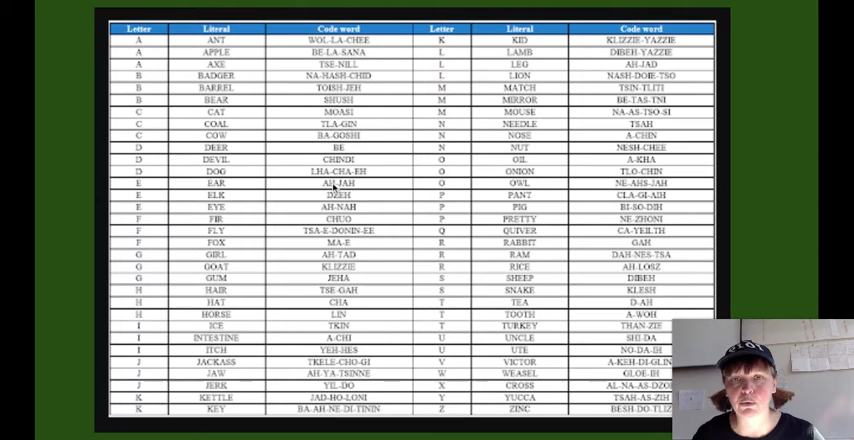 Letter Literal Code word Letter Literal Code word
A ANT WOL-LA-CHEE K KID KLIZZIE-YAZZIE
A APPLE BE-LA-SANA L LAMB DIBEH-YAZZIE
A AXE TSE-NILL L LEG AH-JAD
B BADGER NA-HASH-CHID L LION NASH-DOIE-TSO
B BARREL TOISH-JEH M MATCH TSIN-TLITI
B BEAR SHUSH M MIRROR BE-TAS-TNI
C CAT MOASI M MOUSE NA-AS-TSO-SI
C COAL TLA-GIN N NEEDLE TSAH
C COW BA-GOSHI N NOSE A-CHIN
D DEER BE N NUT NESH-CHEE
D DEVIL CHINDI O OIL A-KHA
D DOG LHA-CHA-EH O ONION TLO-CHIN
E EAR AH-JAH O OWL NE-AHS-JAH
E ELK DZEH P PANT CLA-GI-AIH
E EYE AH-NAH P PIG BI-SO-DIH
F FIR CHUO P PRETTY NE-ZHONI
F FLY TSA-E-DONIN-EE Q QUIVER CA-YEILTH
F FOX MA-E R RABBIT GAH
G GIRL AH-TAD R RAM DAH-NES-TSA
G GOAT KLIZZIE R RICE AH-LOSZ
G GUM JEHA S SHEEP DIBEH
H HAIR TSE-GAH S SNAKE KLESH
H HAT CHA T TEA D-AH
H HORSE LIN T TOOTH A-WOH
I ICE TKIN T TURKEY THAN-ZIE
I INTESTINE A-CHI U UNCLE SHI-DA
I ITCH YEH-HES U UTE NO-DA-IH
J JACKASS TKELE-CHO-GI V VICTOR A-KEH-DI-GLIN
J JAW AH-YA-TSINNE W WEASEL GLOE-IH
J JERK YIL-DO X CROSS AL-NA-AS-DZO
K KETTLE JAD-HO-LONI Y YUCCA TSAH-AS-ZIH
K KEY BA-AH-NE-DI-TININ Z ZINC BESH-DO-TLIZ